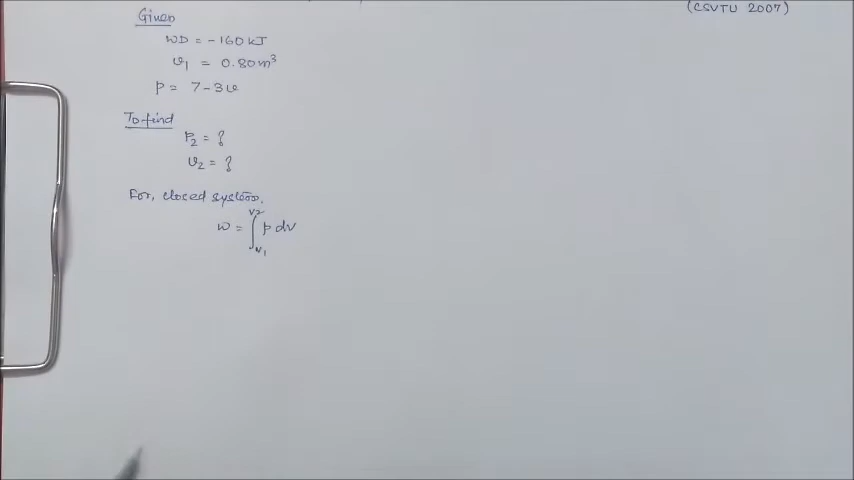 (CSVTU 2007)
Given
WD = -160 kJ
v₁ = 0.80 m³
p = 7-3v
To find
p₂ = ?
v₂ = ?
For, closed system,
w = ∫ᵥ₁ⱽ² p dv